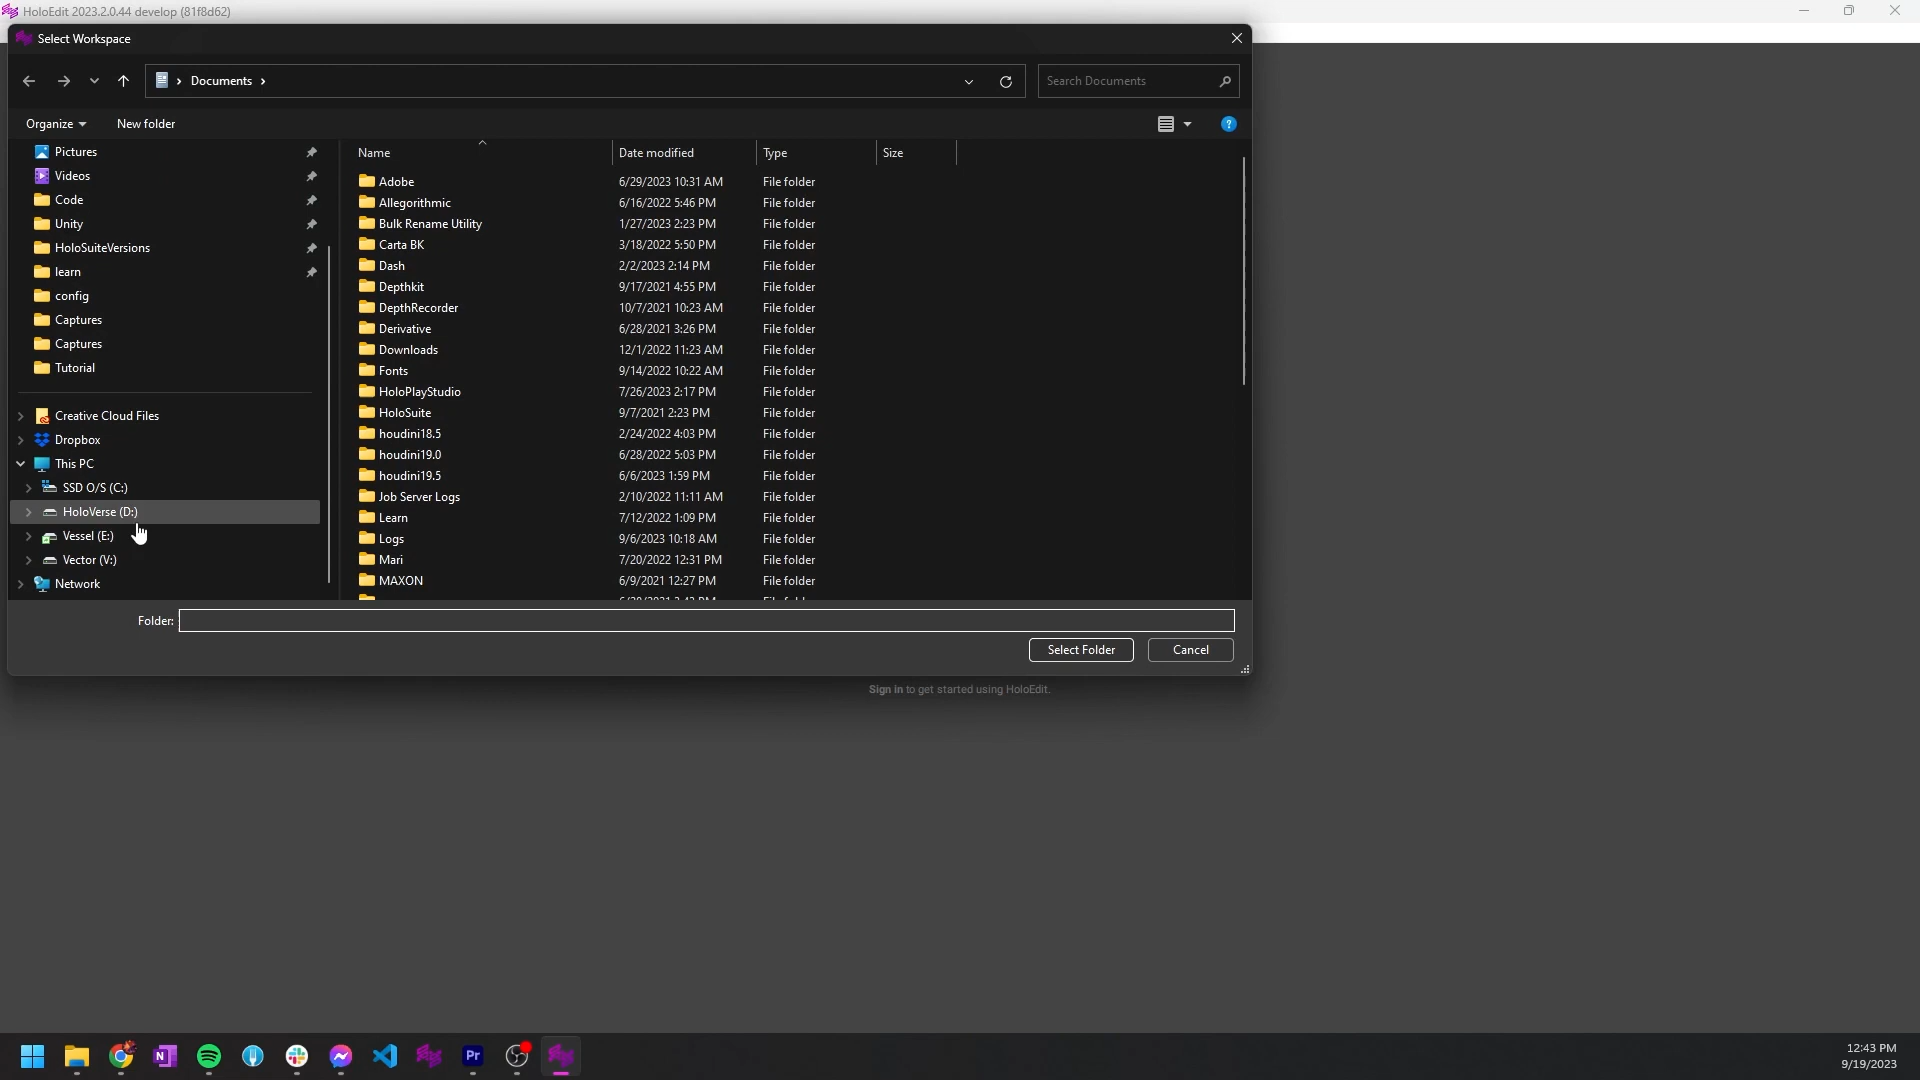 HoloEdit 2023.2.0.44 develop (81f8d62)
Select Workspace
Documents
Search Documents
Organize
New folder
?
Pictures
Videos
Code
Unity
HoloSuiteVersions
learn
config
Captures
Captures
Tutorial
Creative Cloud Files
Dropbox
This PC
SSD O/S (C:)
HoloVerse (D:)
Vessel (E:)
Vector (V:)
Network
Name Date modified Type Size
Adobe 6/29/2023 10:31 AM File folder
Allegorithmic 6/16/2022 5:46 PM File folder
Bulk Rename Utility 1/27/2023 2:23 PM File folder
Carta BK 3/18/2022 5:50 PM File folder
Dash 2/2/2023 2:14 PM File folder
Depthkit 9/17/2021 4:55 PM File folder
DepthRecorder 10/7/2021 10:23 AM File folder
Derivative 6/28/2021 3:26 PM File folder
Downloads 12/1/2022 11:23 AM File folder
Fonts 9/14/2022 10:22 AM File folder
HoloPlayStudio 7/26/2023 2:17 PM File folder
HoloSuite 9/7/2021 2:23 PM File folder
houdini18.5 2/24/2022 4:03 PM File folder
houdini19.0 6/28/2022 5:03 PM File folder
houdini19.5 6/6/2023 1:59 PM File folder
Job Server Logs 2/10/2022 11:11 AM File folder
Learn 7/12/2022 1:09 PM File folder
Logs 9/6/2023 10:18 AM File folder
Mari 7/20/2022 12:31 PM File folder
MAXON 6/9/2021 12:27 PM File folder
Folder:
Select Folder
Cancel
Sign in to get started using HoloEdit.
N
Pr
12:43 PM
9/19/2023